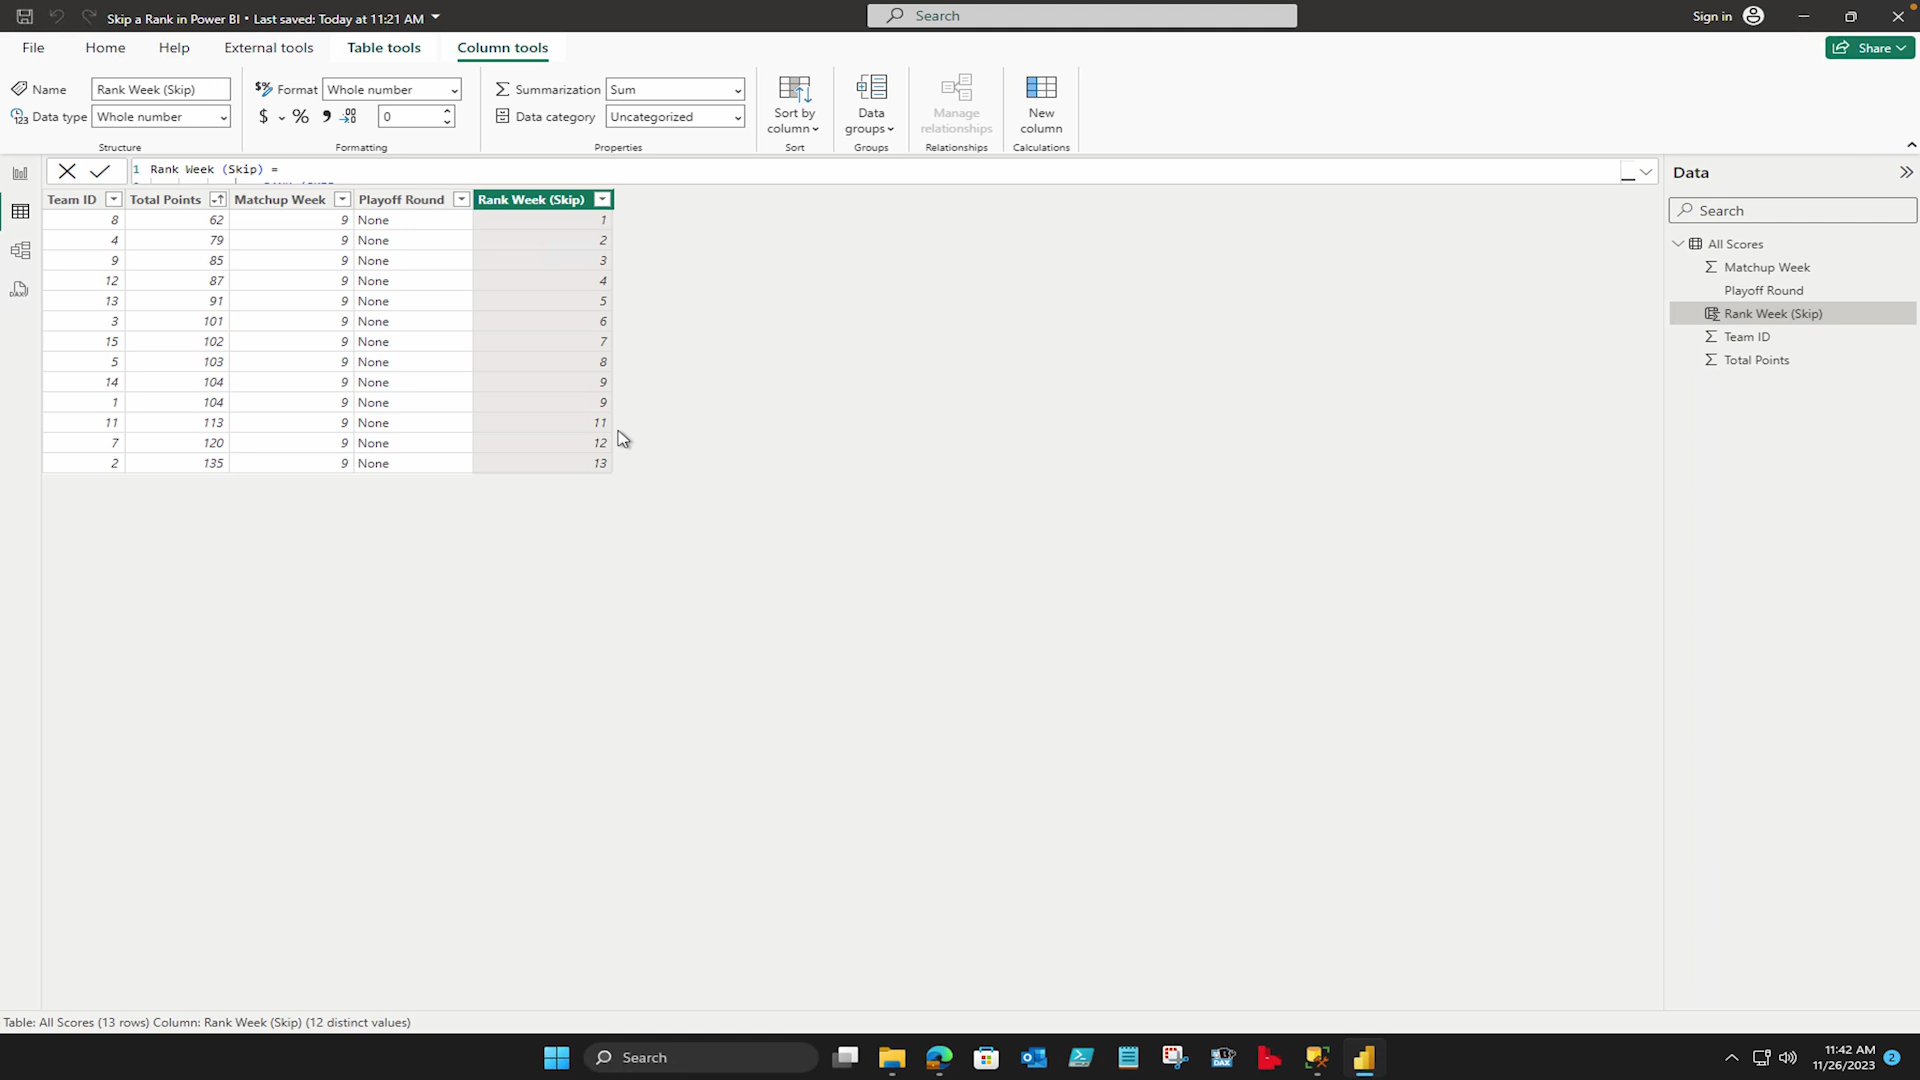 Skip a Rank in Power BI • Last saved: Today at 11:21 AM
Search
Sign in
File Home Help External tools Table tools Column tools
Share
Name Rank Week (Skip)
Data type Whole number
Structure
Format Whole number
$ % 0
Formatting
Summarization Sum
Data category Uncategorized
Properties
Sort by column
Sort
Data groups
Groups
Manage relationships
Relationships
New column
Calculations
1 Rank Week (Skip) =
Team ID Total Points Matchup Week Playoff Round Rank Week (Skip)
8 62 9 None 1
4 79 9 None 2
9 85 9 None 3
12 87 9 None 4
13 91 9 None 5
3 101 9 None 6
15 102 9 None 7
5 103 9 None 8
14 104 9 None 9
1 104 9 None 9
11 113 9 None 11
7 120 9 None 12
2 135 9 None 13
Data
Search
All Scores
Matchup Week
Playoff Round
Rank Week (Skip)
Team ID
Total Points
Table: All Scores (13 rows) Column: Rank Week (Skip) (12 distinct values)
Search
11:42 AM
11/26/2023
2